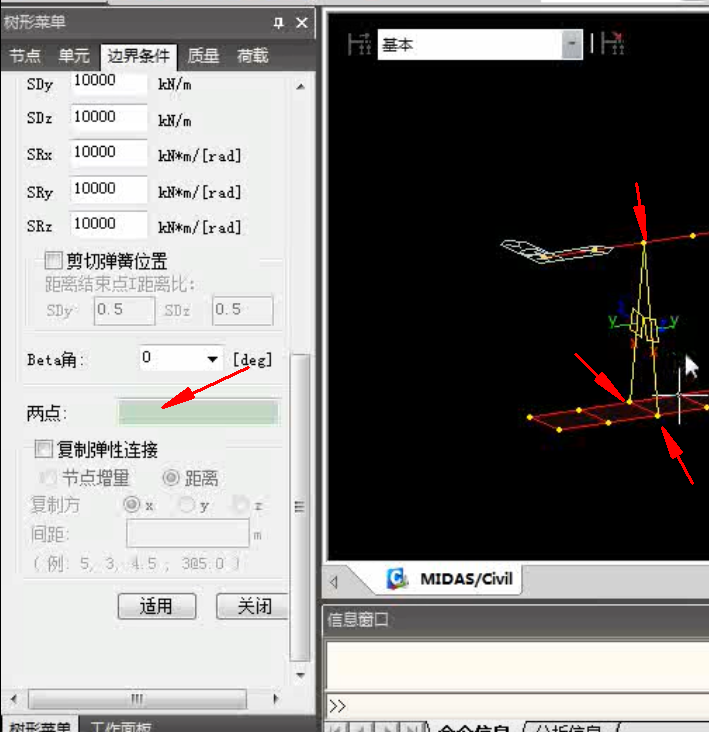 树形菜单
节点 单元 边界条件 质量 荷载
基本
SDy 10000 kN/m
SDz 10000 kN/m
SRx 10000 kN*m/[rad]
SRy 10000 kN*m/[rad]
SRz 10000 kN*m/[rad]
剪切弹簧位置
距离结束点I距离比:
SDy 0.5 SDz 0.5
Beta角: 0 [deg]
两点:
复制弹性连接
节点增量 距离
复制方 x y z
间距: m
(例: 5, 3, 4.5, 3@5.0)
适用 关闭
树形菜单 工作面板
y y
z
x x
MIDAS/Civil
信息窗口
>>
命令信息 分析信息